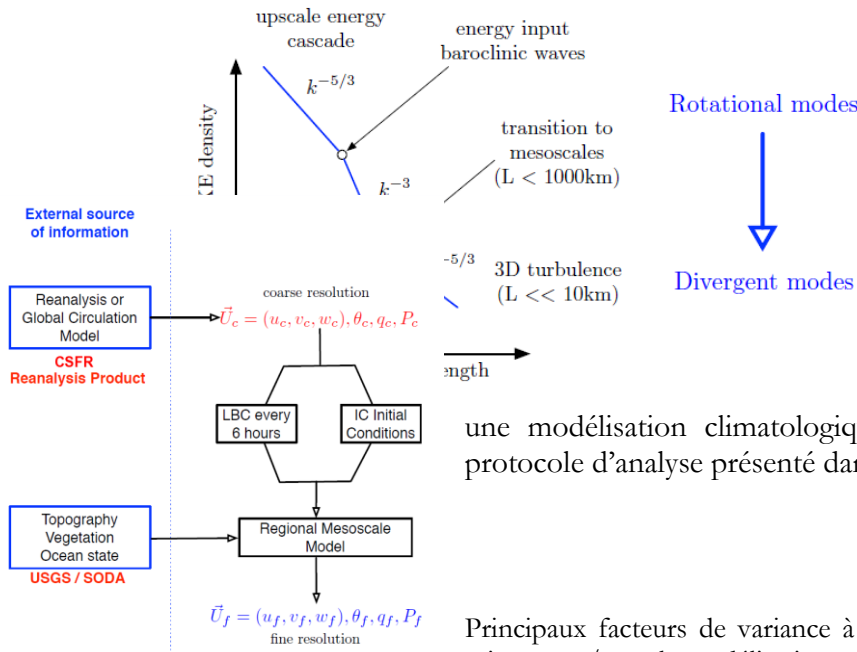 upscale energy
cascade
energy input
baroclinic waves
k^{-5/3}
Rotational modes
KE density
transition to
mesoscales
(L < 1000km)
k^{-3}
External source
of information
-5/3
3D turbulence
(L << 10km)
Divergent modes
coarse resolution
Reanalysis or
Global Circulation
Model
\vec{U}_c = (u_c, v_c, w_c), θ_c, q_c, P_c
CSFR
Reanalysis Product
ength
LBC every
6 hours
IC Initial
Conditions
une modélisation climatologiq
protocole d'analyse présenté dan
Topography
Vegetation
Ocean state
Regional Mesoscale
Model
USGS / SODA
\vec{U}_f = (u_f, v_f, w_f), θ_f, q_f, P_f
fine resolution
Principaux facteurs de variance à